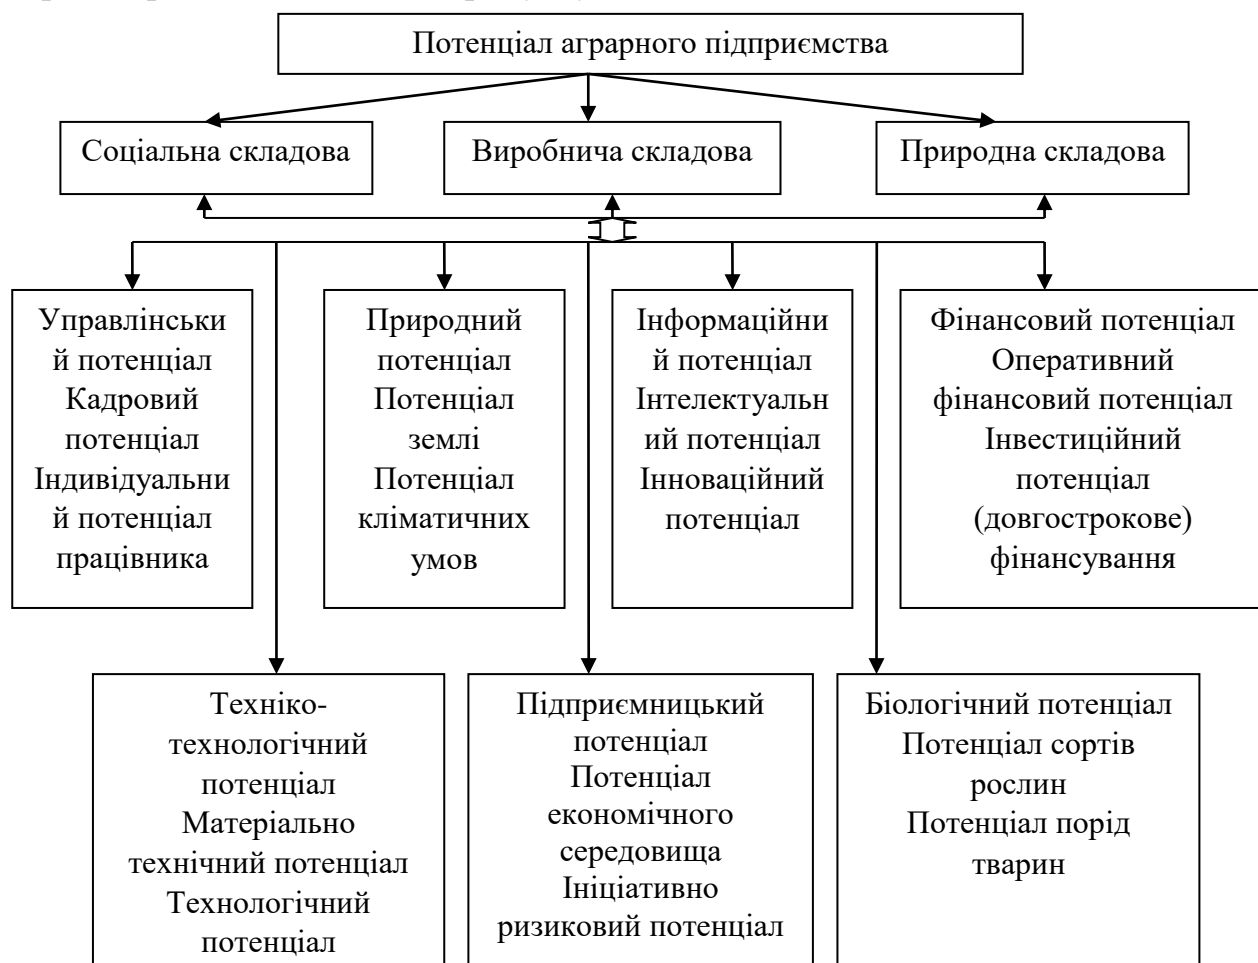 Потенціал аграрного підприємства
Соціальна складова
Виробнича складова
Природна складова
Управлінськи
й потенціал
Кадровий
потенціал
Індивідуальни
й потенціал
працівника
Природний
потенціал
Потенціал
землі
Потенціал
кліматичних
умов
Інформаційни
й потенціал
Інтелектуальн
ий потенціал
Інноваційний
потенціал
Фінансовий потенціал
Оперативний
фінансовий потенціал
Інвестиційний
потенціал
(довгострокове)
фінансування
Техніко-
технологічний
потенціал
Матеріально
технічний потенціал
Технологічний
потенціал
Підприємницький
потенціал
Потенціал
економічного
середовища
Ініціативно
ризиковий потенціал
Біологічний потенціал
Потенціал сортів
рослин
Потенціал порід
тварин